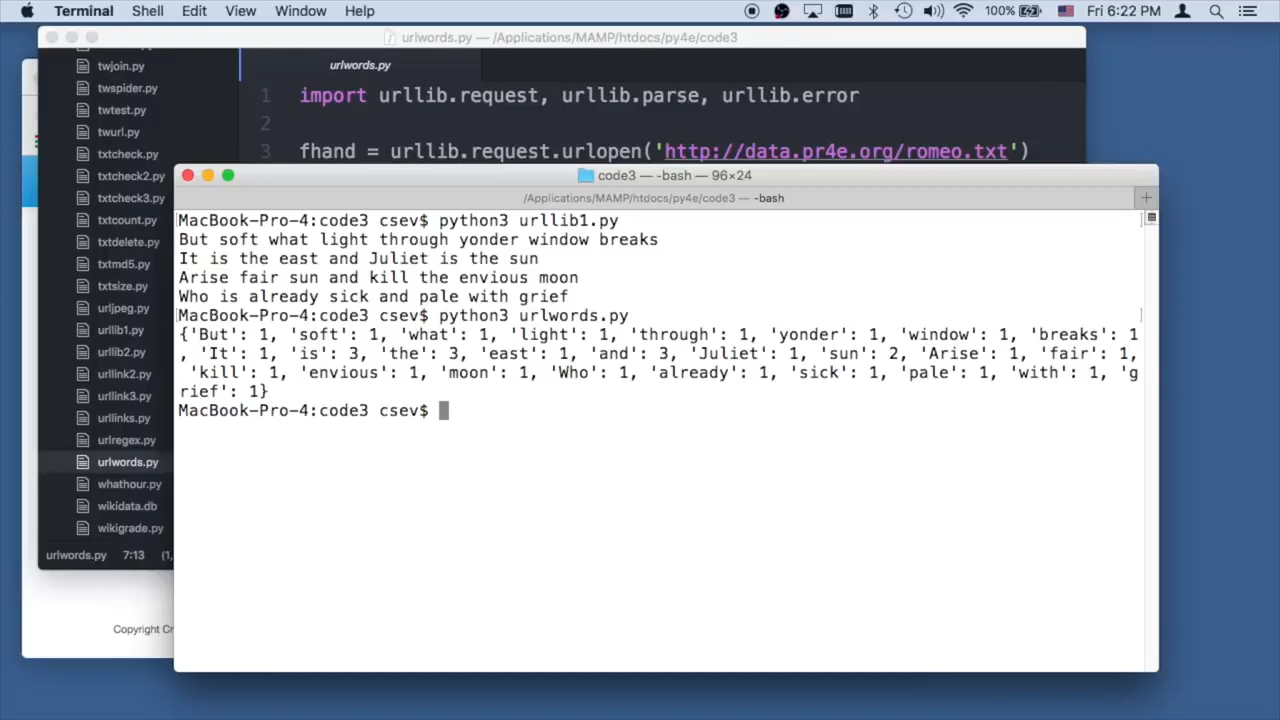 Terminal Shell Edit View Window Help 100% Fri 6:22 PM
urlwords.py — /Applications/MAMP/htdocs/py4e/code3
twjoin.py
twspider.py
twtest.py
twurl.py
txtcheck.py
txtcheck2.py
txtcheck3.py
txtcount.py
txtdelete.py
txtmd5.py
txtsize.py
urljpeg.py
urllib1.py
urllib2.py
urllink2.py
urllink3.py
urllinks.py
urlregex.py
urlwords.py
whathour.py
wikidata.db
wikigrade.py
urlwords.py 7:13 (1,
urlwords.py
1 import urllib.request, urllib.parse, urllib.error
2
3 fhand = urllib.request.urlopen('http://data.pr4e.org/romeo.txt')
code3 — -bash — 96×24
/Applications/MAMP/htdocs/py4e/code3 — -bash
MacBook-Pro-4:code3 csev$ python3 urllib1.py
But soft what light through yonder window breaks
It is the east and Juliet is the sun
Arise fair sun and kill the envious moon
Who is already sick and pale with grief
MacBook-Pro-4:code3 csev$ python3 urlwords.py
{'But': 1, 'soft': 1, 'what': 1, 'light': 1, 'through': 1, 'yonder': 1, 'window': 1, 'breaks': 1
, 'It': 1, 'is': 3, 'the': 3, 'east': 1, 'and': 3, 'Juliet': 1, 'sun': 2, 'Arise': 1, 'fair': 1,
 'kill': 1, 'envious': 1, 'moon': 1, 'Who': 1, 'already': 1, 'sick': 1, 'pale': 1, 'with': 1, 'g
rief': 1}
MacBook-Pro-4:code3 csev$
Copyright